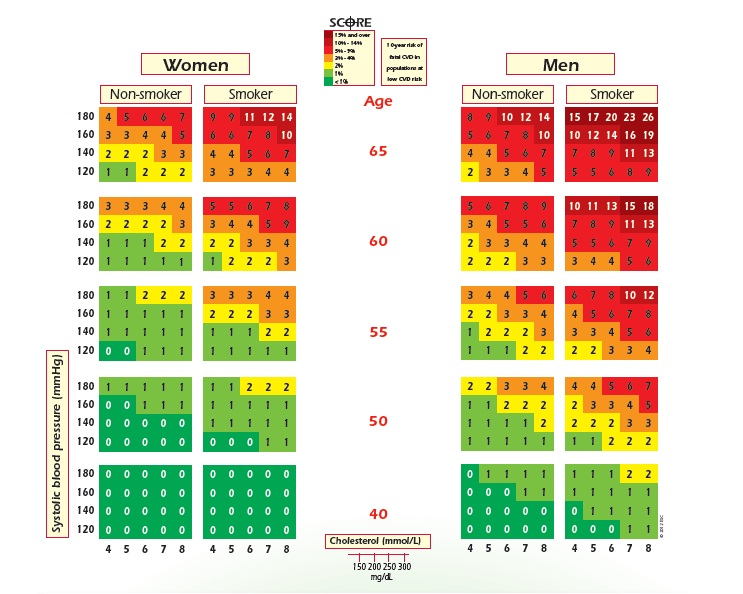 SCORE
15% and over
10% - 14%
5% - 9%
3% - 4%
2%
1%
< 1%
10-year risk of
fatal CVD in
populations at
low CVD risk
Women Men
Non-smoker Smoker Age Non-smoker Smoker
180 4 5 6 6 7 9 9 11 12 14 8 9 10 12 14 15 17 20 23 26
160 3 3 4 4 5 6 6 7 8 10 5 6 7 8 10 10 12 14 16 19
65
140 2 2 2 3 3 4 4 5 6 7 4 4 5 6 7 7 8 9 11 13
120 1 1 2 2 2 3 3 3 4 4 2 3 3 4 5 5 5 6 8 9
180 3 3 3 4 4 5 5 6 7 8 5 6 7 8 9 10 11 13 15 18
160 2 2 2 2 3 3 4 4 5 9 3 4 5 5 6 7 8 9 11 13
60
140 1 1 1 2 2 2 2 3 3 4 2 3 3 4 4 5 5 6 7 9
120 1 1 1 1 1 1 2 2 2 3 2 2 2 3 3 3 4 4 5 6
180 1 1 2 2 2 3 3 3 4 4 3 4 4 5 6 6 7 8 10 12
160 1 1 1 1 1 2 2 2 3 3 2 2 3 3 4 4 5 6 7 8
55
140 1 1 1 1 1 1 1 1 2 2 1 2 2 2 3 3 3 4 5 6
120 0 0 1 1 1 1 1 1 1 1 1 1 1 2 2 2 2 3 3 4
180 1 1 1 1 1 1 1 2 2 2 2 2 3 3 4 4 4 5 6 7
160 0 0 1 1 1 1 1 1 1 1 1 1 2 2 2 2 3 3 4 5
50
140 0 0 0 0 0 1 1 1 1 1 1 1 1 1 2 2 2 2 3 3
120 0 0 0 0 0 0 0 0 1 1 1 1 1 1 1 1 1 2 2 2
180 0 0 0 0 0 0 0 0 0 0 0 1 1 1 1 1 1 1 2 2
160 0 0 0 0 0 0 0 0 0 0 0 0 0 1 1 1 1 1 1 1
40
140 0 0 0 0 0 0 0 0 0 0 0 0 0 0 0 0 1 1 1 1
120 0 0 0 0 0 0 0 0 0 0 0 0 0 0 0 0 0 0 1 1
4 5 6 7 8 4 5 6 7 8 4 5 6 7 8 4 5 6 7 8
Systolic blood pressure (mmHg)
Cholesterol (mmol/L)
150 200 250 300
mg/dL